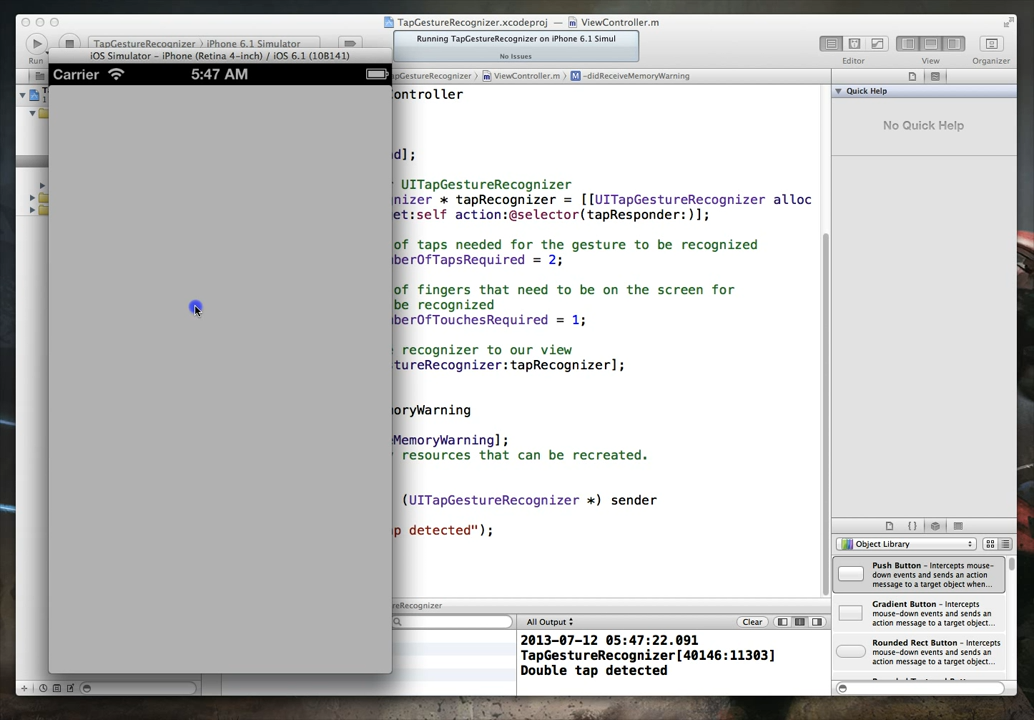 TapGestureRecognizer.xcodeproj — ViewController.m
TapGestureRecognizer 〉 iPhone 6.1 Simulator
Running TapGestureRecognizer on iPhone 6.1 Simul
No Issues
Run
Editor
View
Organizer
iOS Simulator - iPhone (Retina 4-inch) / iOS 6.1 (10B141)
Carrier
5:47 AM
apGestureRecognizer
ViewController.m
M
-didReceiveMemoryWarning
Quick Help
No Quick Help
ontroller
d];
UITapGestureRecognizer
nizer * tapRecognizer = [[UITapGestureRecognizer alloc
et:self action:@selector(tapResponder:)];
of taps needed for the gesture to be recognized
mberOfTapsRequired = 2;
of fingers that need to be on the screen for
be recognized
mberOfTouchesRequired = 1;
recognizer to our view
tureRecognizer:tapRecognizer];
oryWarning
MemoryWarning];
resources that can be recreated.
(UITapGestureRecognizer *) sender
p detected");
reRecognizer
All Output
Clear
2013-07-12 05:47:22.091
TapGestureRecognizer[40146:11303]
Double tap detected
{}
Object Library
Push Button - Intercepts mouse-
down events and sends an action
message to a target object when...
Gradient Button - Intercepts
mouse-down events and sends an
action message to a target object...
Rounded Rect Button - Intercepts
mouse-down events and sends an
action message to a target object...